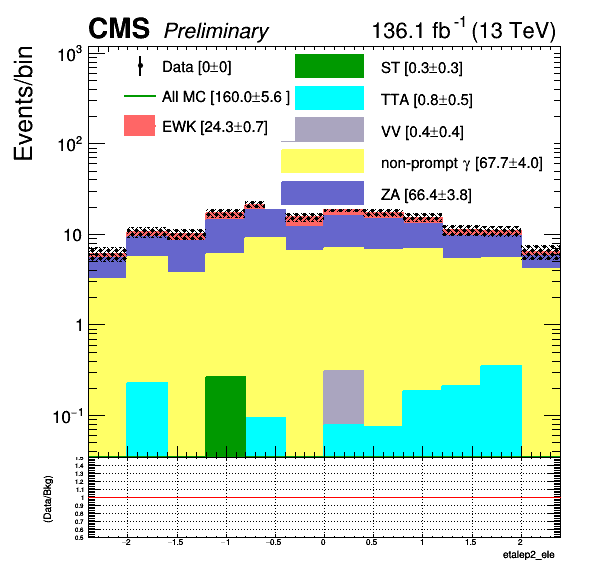 CMS Preliminary 136.1 fb⁻¹ (13 TeV)
Events/bin
10³
10²
10
1
10⁻¹
Data [0±0]
All MC [160.0±5.6 ]
EWK [24.3±0.7]
ST [0.3±0.3]
TTA [0.8±0.5]
VV [0.4±0.4]
non-prompt γ [67.7±4.0]
ZA [66.4±3.8]
(Data/Bkg)
1.5
1.4
1.3
1.2
1.1
1
0.9
0.8
0.7
0.6
0.5
−2 −1.5 −1 −0.5 0 0.5 1 1.5 2
etalep2_ele